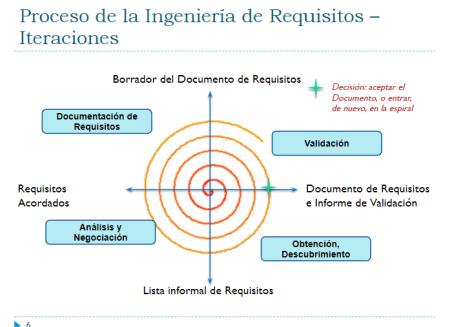 Proceso de la Ingeniería de Requisitos –
Iteraciones
Borrador del Documento de Requisitos
Decisión: aceptar el
Documento, o entrar,
de nuevo, en la espiral
Documentación de
Requisitos
Validación
Requisitos
Acordados
Documento de Requisitos
e Informe de Validación
Análisis y
Negociación
Obtención,
Descubrimiento
Lista informal de Requisitos
6